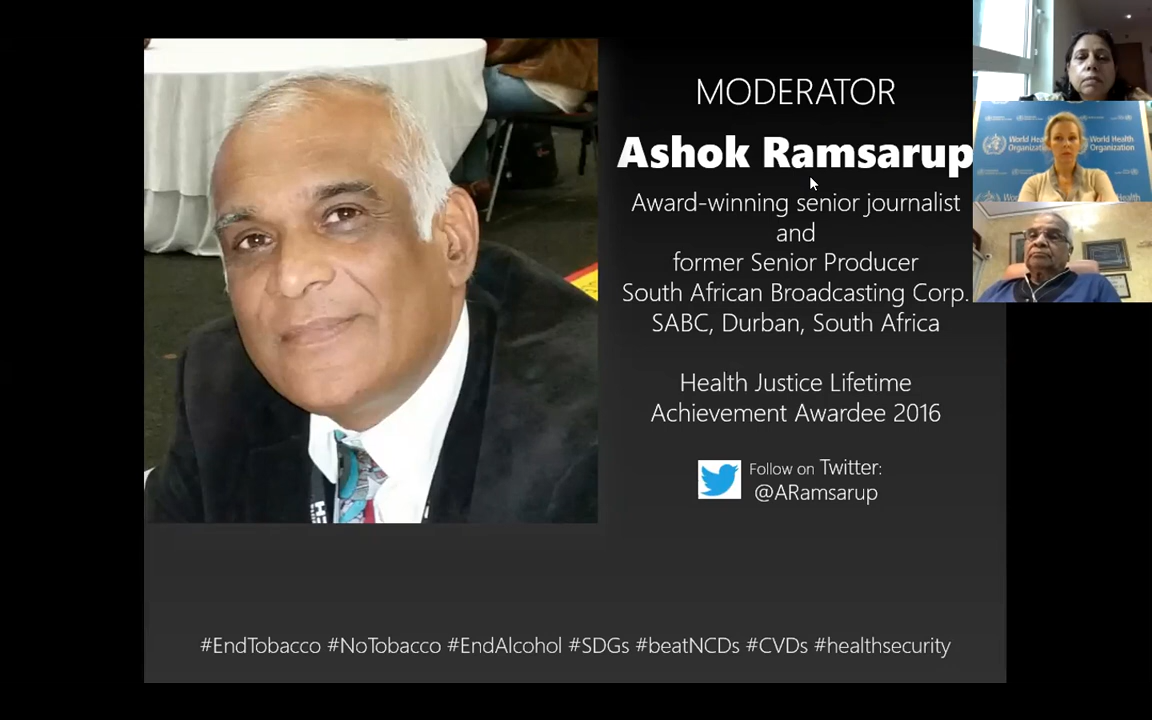 MODERATOR
Ashok Ramsarup
Award-winning senior journalist
and
former Senior Producer
South African Broadcasting Corp.
SABC, Durban, South Africa
Health Justice Lifetime
Achievement Awardee 2016
Follow on Twitter:
@ARamsarup
#EndTobacco #NoTobacco #EndAlcohol #SDGs #beatNCDs #CVDs #healthsecurity
World Health
Organization
World Health
Organization